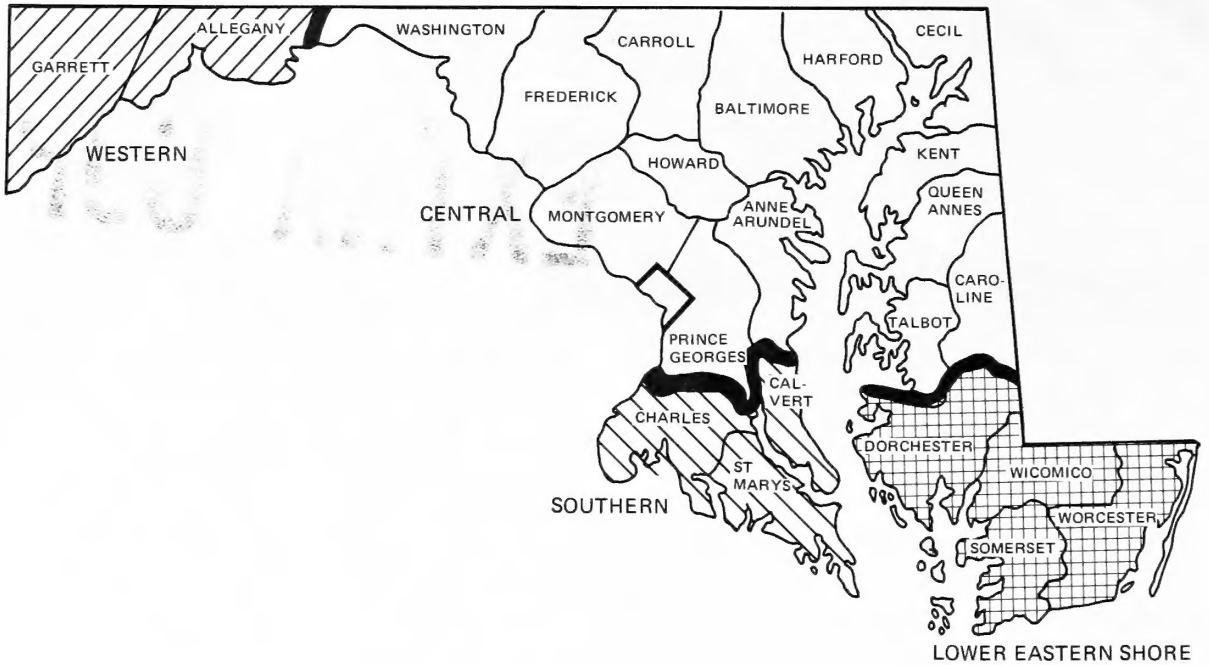 ALLEGANY
WASHINGTON
CARROLL
CECIL
GARRETT
HARFORD
FREDERICK
BALTIMORE
WESTERN
HOWARD
KENT
CENTRAL
MONTGOMERY
ANNE
ARUNDEL
QUEEN
ANNES
CARO-
LINE
TALBOT
PRINCE
GEORGES
CAL-
VERT
CHARLES
DORCHESTER
ST
MARYS
WICOMICO
SOUTHERN
WORCESTER
SOMERSET
LOWER EASTERN SHORE